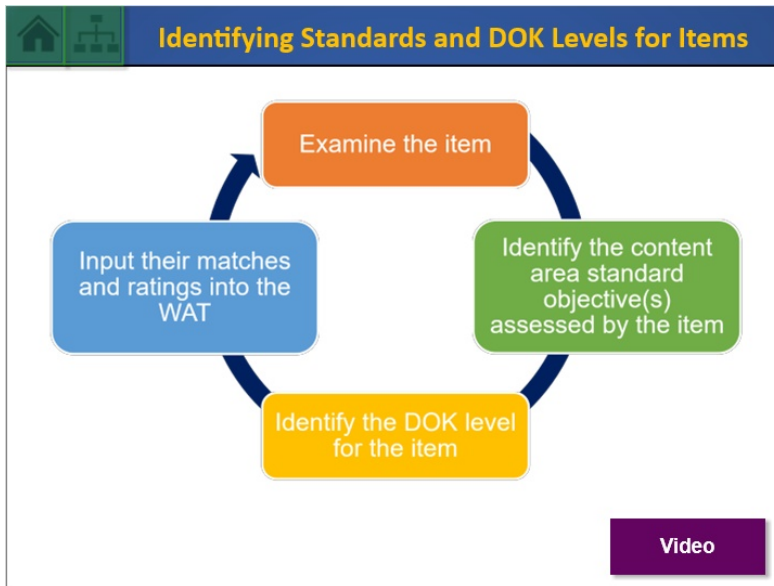 Identifying Standards and DOK Levels for Items
Examine the item
Identify the content
area standard
objective(s)
assessed by the item
Identify the DOK level
for the item
Input their matches
and ratings into the
WAT
Video